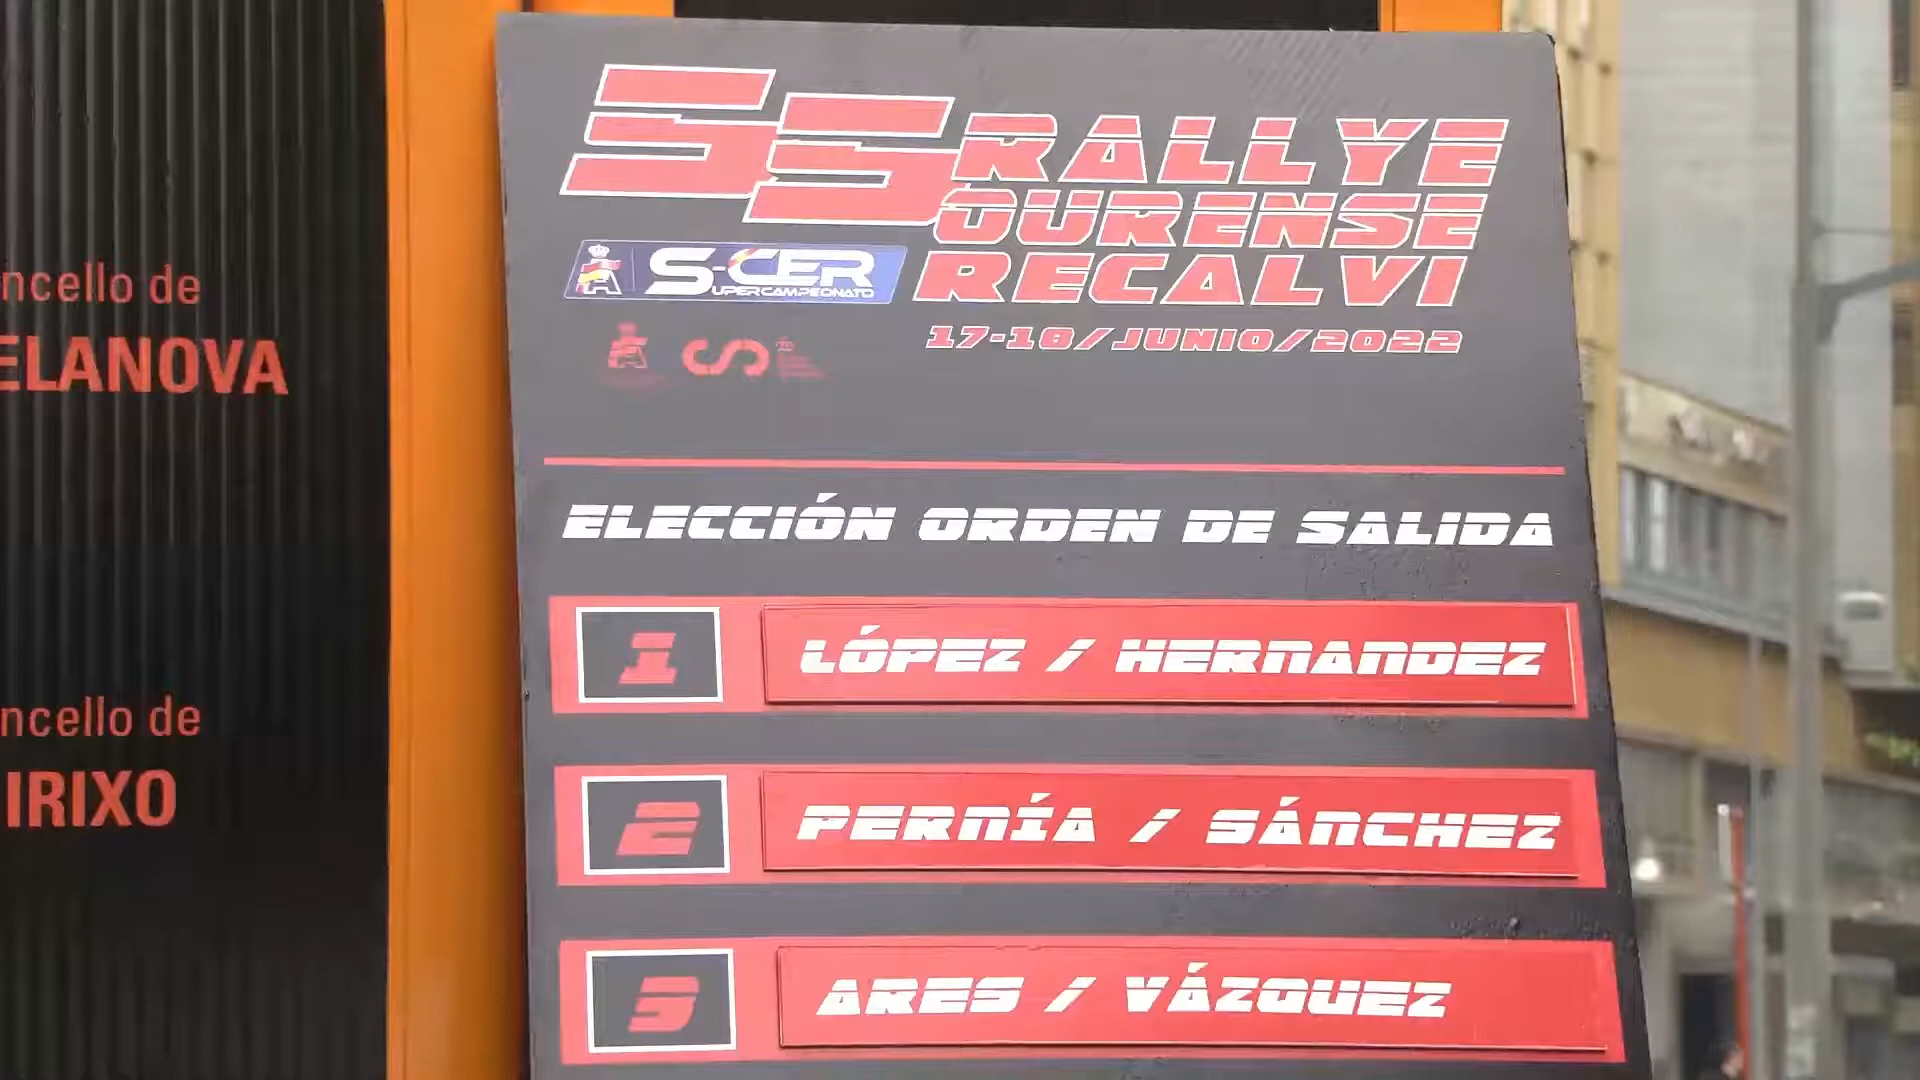 ncello de
ELANOVA
ncello de
IRIXO
55 RALLYE
OURENSE
RECALVI
S-CER
SUPERCAMPEONATO
17-18/JUNIO/2022
ELECCIÓN ORDEN DE SALIDA
1 LÓPEZ / HERNANDEZ
2 PERNÍA / SÁNCHEZ
3 ARES / VÁZQUEZ